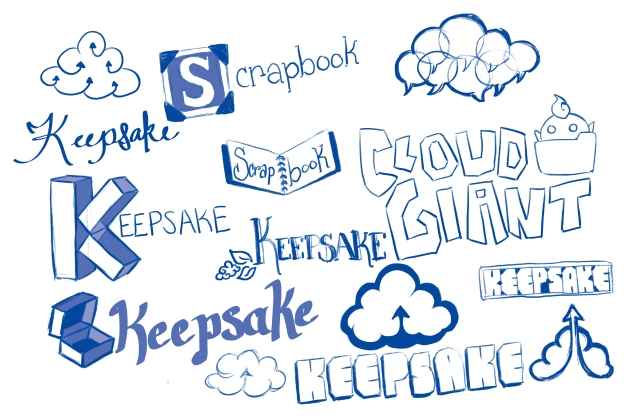 Scrapbook
Keepsake
Scrapbook
CLOUD
GIANT
KEEPSAKE
KEEPSAKE
KEEPSAKE
Keepsake
KEEPSAKE